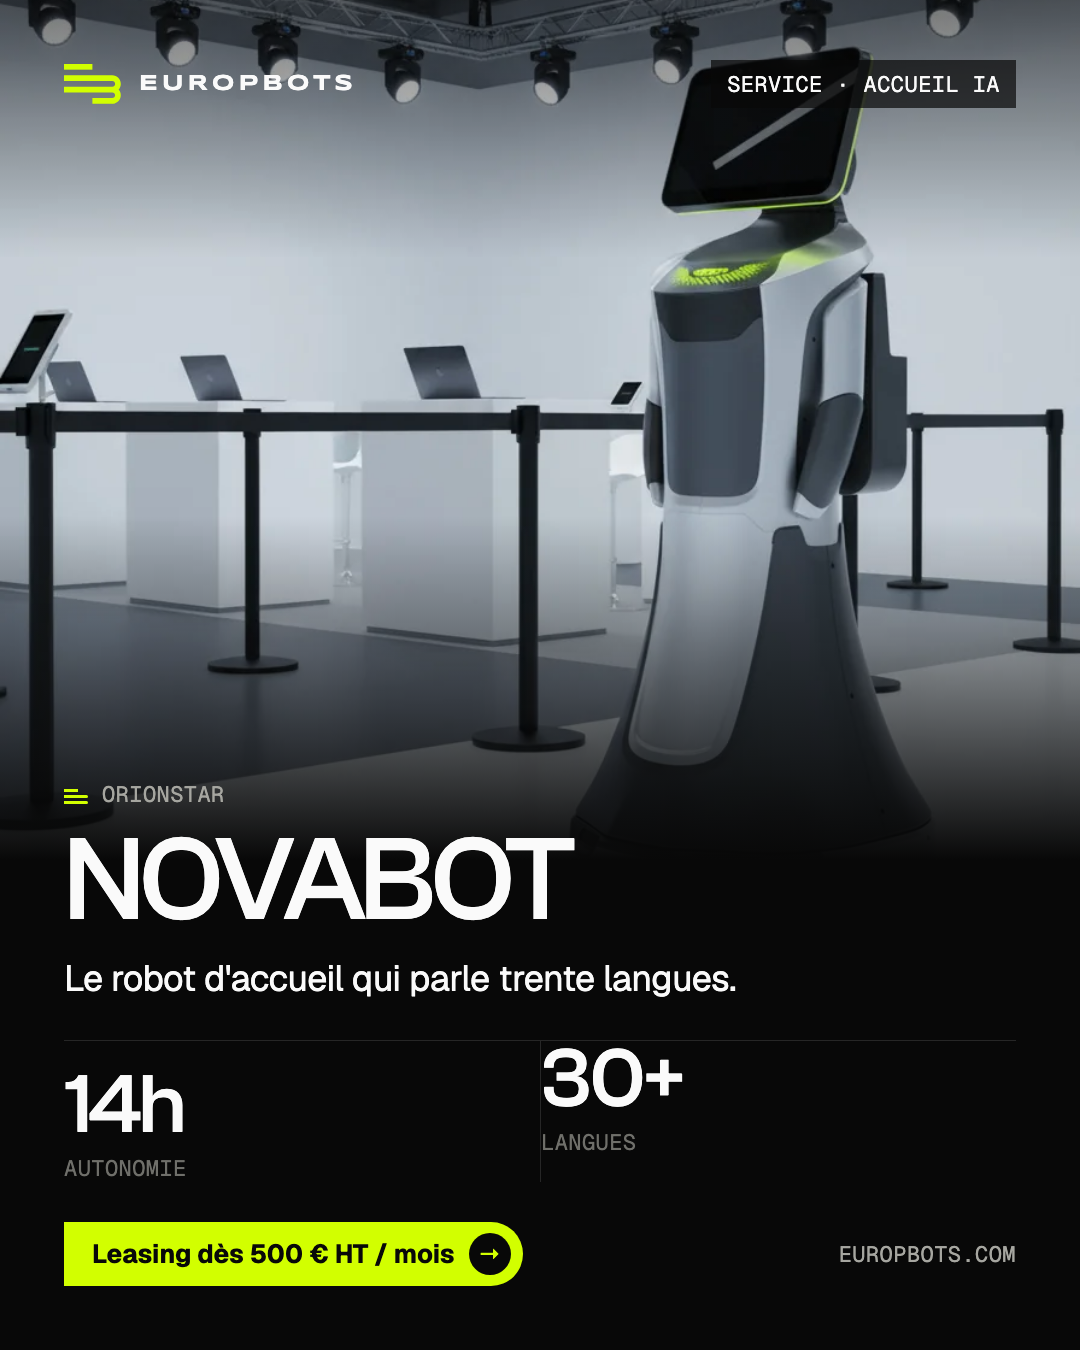 EUROPBOTS
SERVICE · ACCUEIL IA
ORIONSTAR
NOVABOT
Le robot d'accueil qui parle trente langues.
14h
AUTONOMIE
30+
LANGUES
Leasing dès 500 € HT / mois →
EUROPBOTS.COM